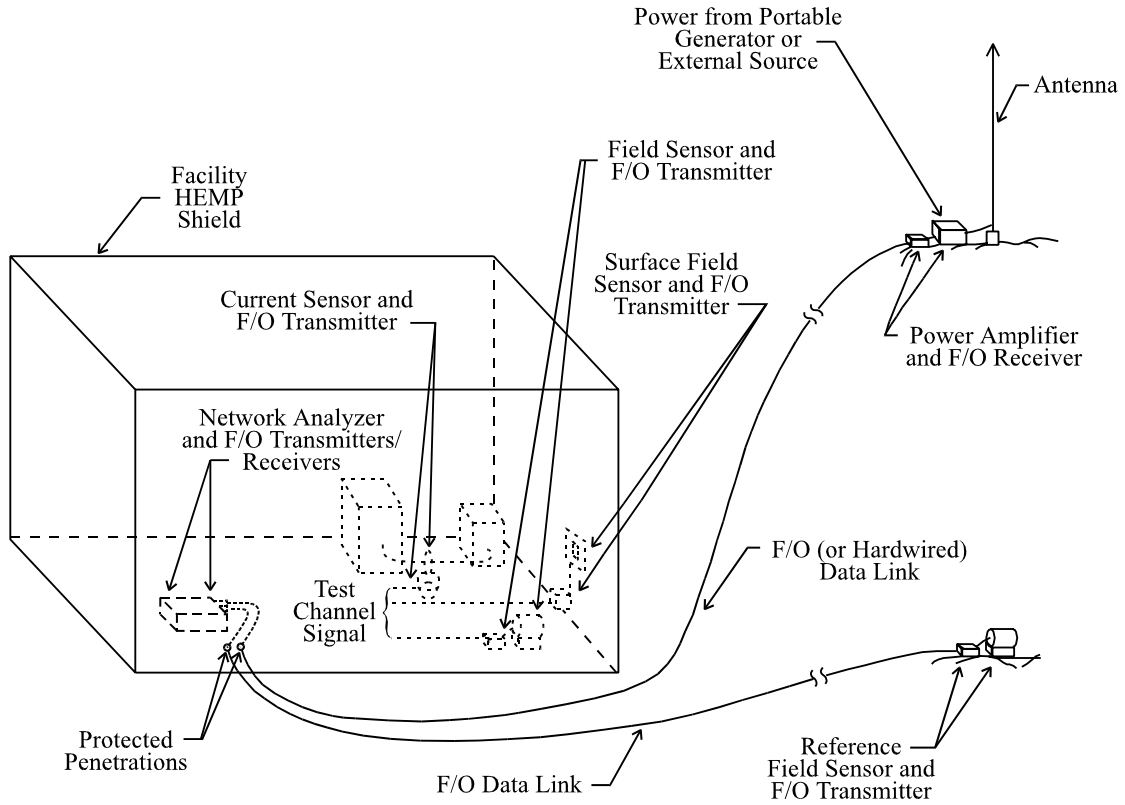 Power from Portable
Generator or
External Source
Antenna
Field Sensor and
F/O Transmitter
Facility
HEMP
Shield
Surface Field
Sensor and F/O
Transmitter
Current Sensor and
F/O Transmitter
Power Amplifier
and F/O Receiver
Network Analyzer
and F/O Transmitters/
Receivers
F/O (or Hardwired)
Data Link
Test
Channel
Signal
Protected
Penetrations
Reference
Field Sensor and
F/O Transmitter
F/O Data Link